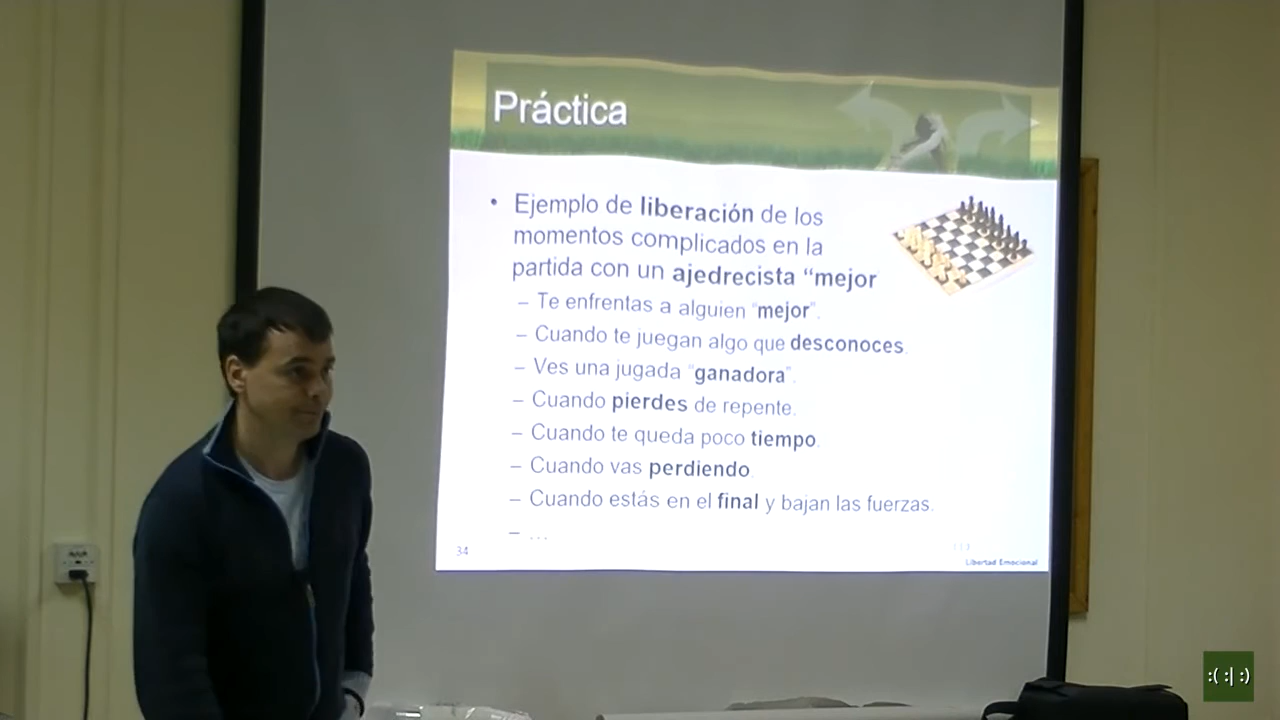 Práctica
• Ejemplo de liberación de los
momentos complicados en la
partida con un ajedrecista “mejor
– Te enfrentas a alguien “mejor”.
– Cuando te juegan algo que desconoces.
– Ves una jugada “ganadora”.
– Cuando pierdes de repente.
– Cuando te queda poco tiempo.
– Cuando vas perdiendo.
– Cuando estás en el final y bajan las fuerzas.
– ...
34
Libertad Emocional
:( :| :)